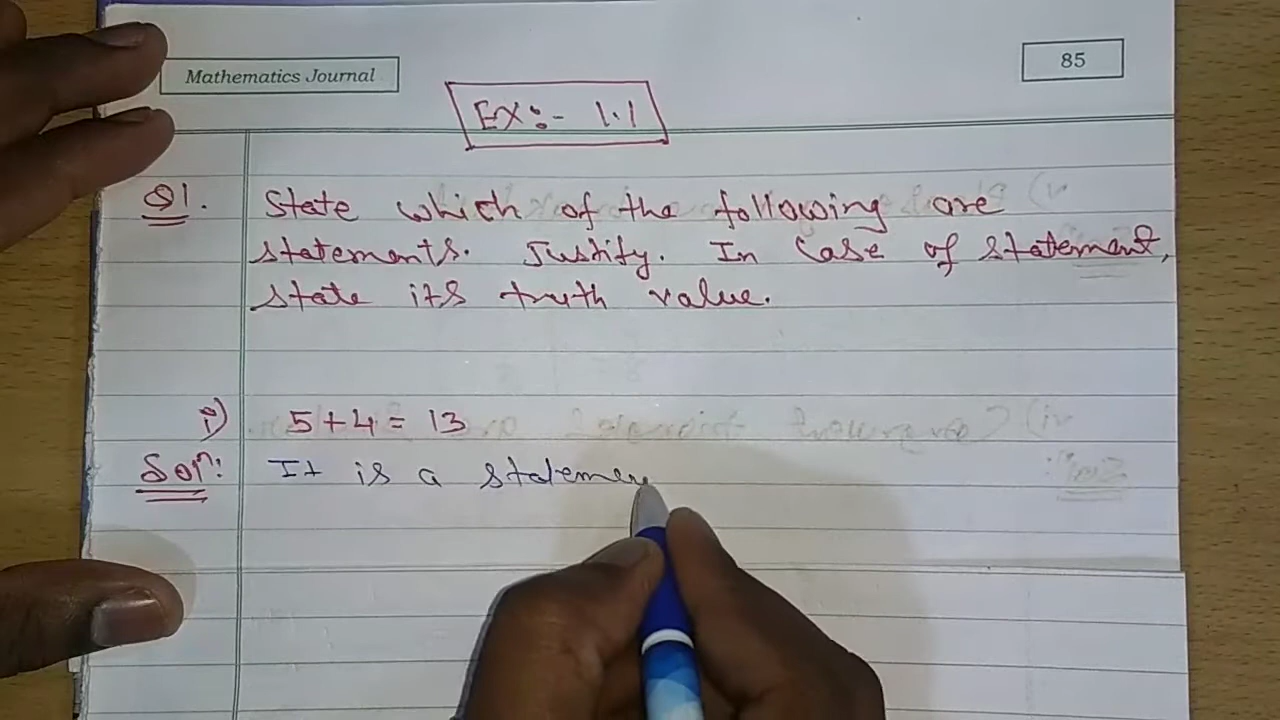 Mathematics Journal
85
Ex:- 1.1
Q1. State which of the following are
statements. Justify. In case of statement,
state its truth value.
i) 5+4= 13
Solⁿ: It is a statemen